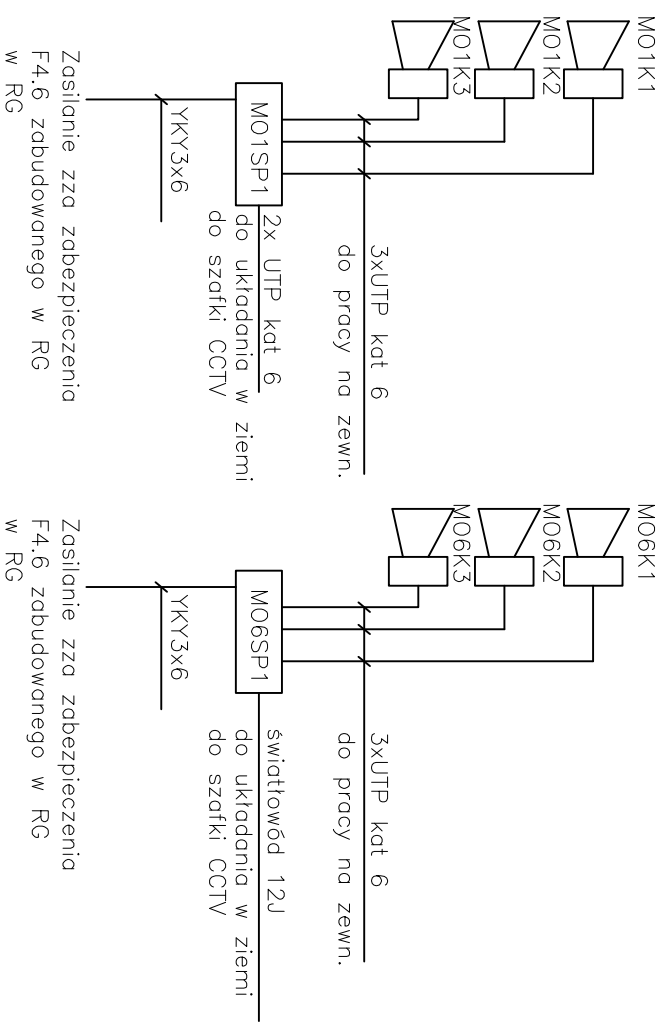 M01K1
M01K2
M01K3
3xUTP kat 6
do pracy na zewn.
M01SP1
2x UTP kat 6
do układania w ziemi
do szafki CCTV
YKY3x6
Zasilanie zza zabezpieczenia
F4.6 zabudowanego w RG
w RG
M06K1
M06K2
M06K3
3xUTP kat 6
do pracy na zewn.
M06SP1
światłowód 12J
do układania w ziemi
do szafki CCTV
YKY3x6
Zasilanie zza zabezpieczenia
F4.6 zabudowanego w RG
w RG